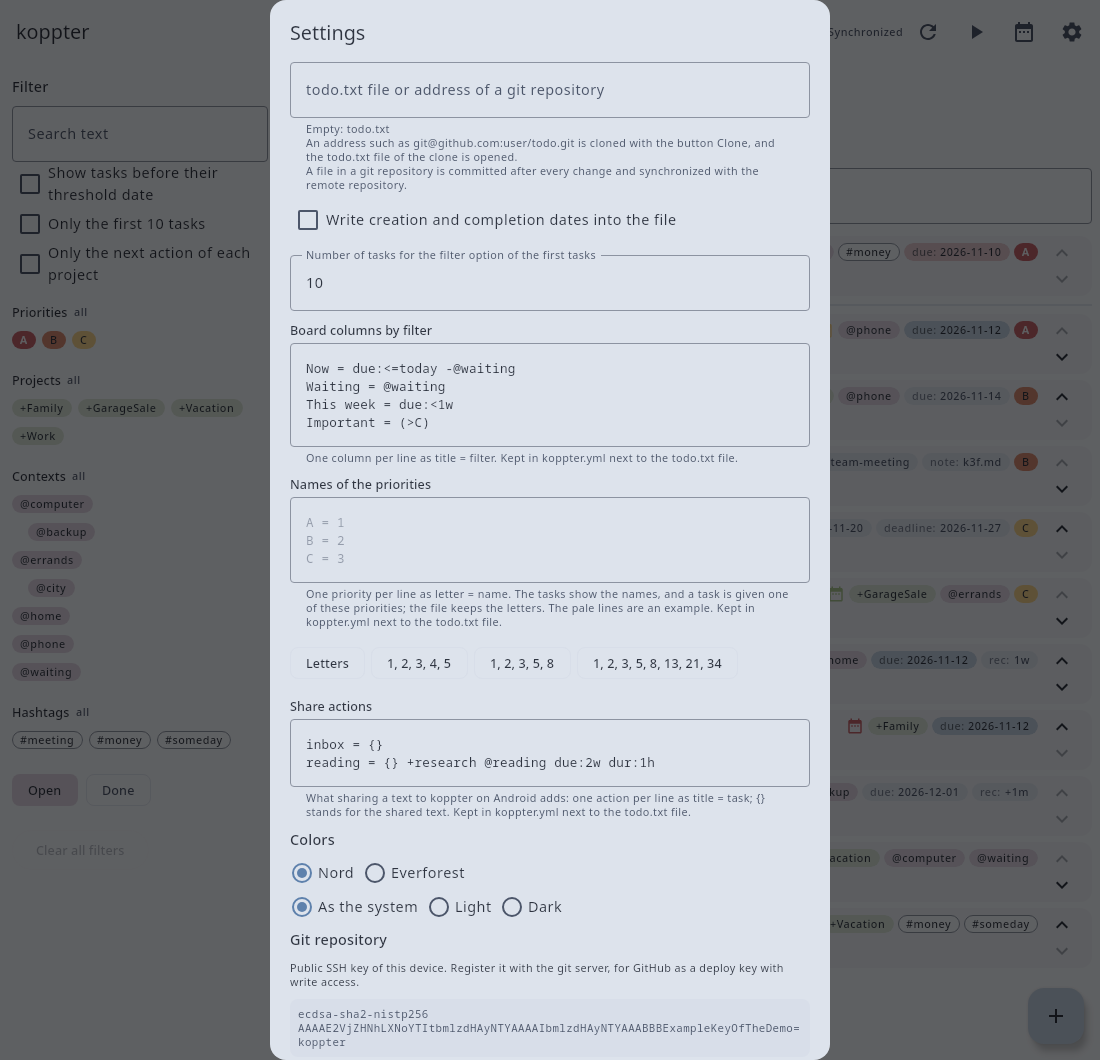 koppter
Synchronized
Filter
Search text
Show tasks before their
threshold date
Only the first 10 tasks
Only the next action of each
project
Priorities all
A B C
Projects all
+Family +GarageSale +Vacation
+Work
Contexts all
@computer
@backup
@errands
@city
@home
@phone
@waiting
Hashtags all
#meeting #money #someday
Open Done
Clear all filters
Settings
todo.txt file or address of a git repository
Empty: todo.txt
An address such as git@github.com:user/todo.git is cloned with the button Clone, and
the todo.txt file of the clone is opened.
A file in a git repository is committed after every change and synchronized with the
remote repository.
Write creation and completion dates into the file
Number of tasks for the filter option of the first tasks
10
Board columns by filter
Now = due:<=today -@waiting
Waiting = @waiting
This week = due:<1w
Important = (>C)
One column per line as title = filter. Kept in koppter.yml next to the todo.txt file.
Names of the priorities
A = 1
B = 2
C = 3
One priority per line as letter = name. The tasks show the names, and a task is given one
of these priorities; the file keeps the letters. The pale lines are an example. Kept in
koppter.yml next to the todo.txt file.
Letters 1, 2, 3, 4, 5 1, 2, 3, 5, 8 1, 2, 3, 5, 8, 13, 21, 34
Share actions
inbox = {}
reading = {} +research @reading due:2w dur:1h
What sharing a text to koppter on Android adds: one action per line as title = task; {}
stands for the shared text. Kept in koppter.yml next to the todo.txt file.
Colors
Nord Everforest
As the system Light Dark
Git repository
Public SSH key of this device. Register it with the git server, for GitHub as a deploy key with
write access.
ecdsa-sha2-nistp256
AAAAE2VjZHNhLXNoYTItbmlzdHAyNTYAAAAIbmlzdHAyNTYAAABBBExampleKeyOfTheDemo=
koppter
#money due: 2026-11-10 A
@phone due: 2026-11-12 A
@phone due: 2026-11-14 B
team-meeting note: k3f.md B
-11-20 deadline: 2026-11-27 C
+GarageSale @errands C
home due: 2026-11-12 rec: 1w
+Family due: 2026-11-12
kup due: 2026-12-01 rec: +1m
acation @computer @waiting
+Vacation #money #someday